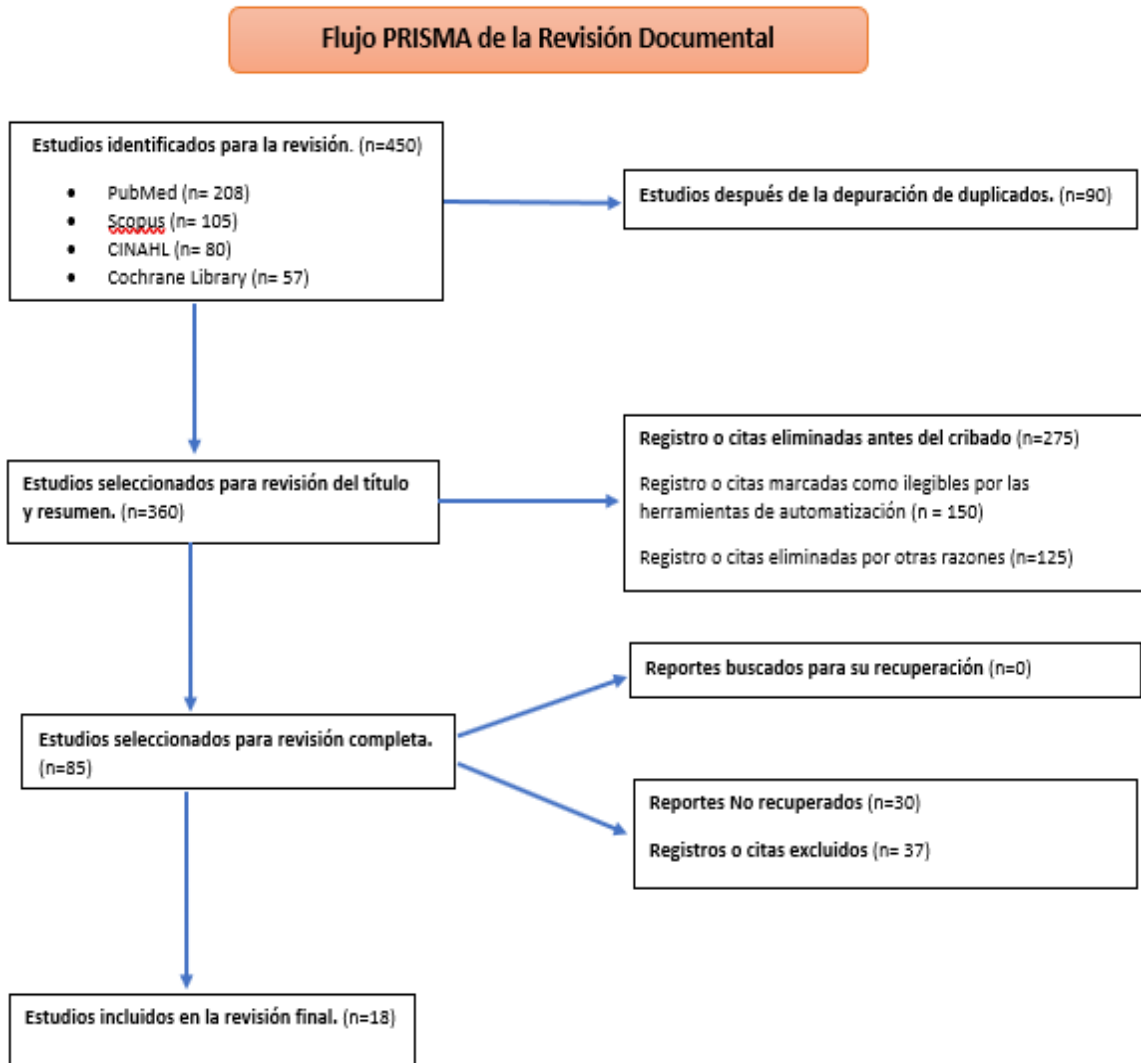 Flujo PRISMA de la Revisión Documental
Estudios identificados para la revisión. (n=450)
• PubMed (n= 208)
• Scopus (n= 105)
• CINAHL (n= 80)
• Cochrane Library (n= 57)
Estudios después de la depuración de duplicados. (n=90)
Estudios seleccionados para revisión del título
y resumen. (n=360)
Registro o citas eliminadas antes del cribado (n=275)
Registro o citas marcadas como ilegibles por las
herramientas de automatización (n = 150)
Registro o citas eliminadas por otras razones (n=125)
Reportes buscados para su recuperación (n=0)
Estudios seleccionados para revisión completa.
(n=85)
Reportes No recuperados (n=30)
Registros o citas excluidos (n= 37)
Estudios incluidos en la revisión final. (n=18)